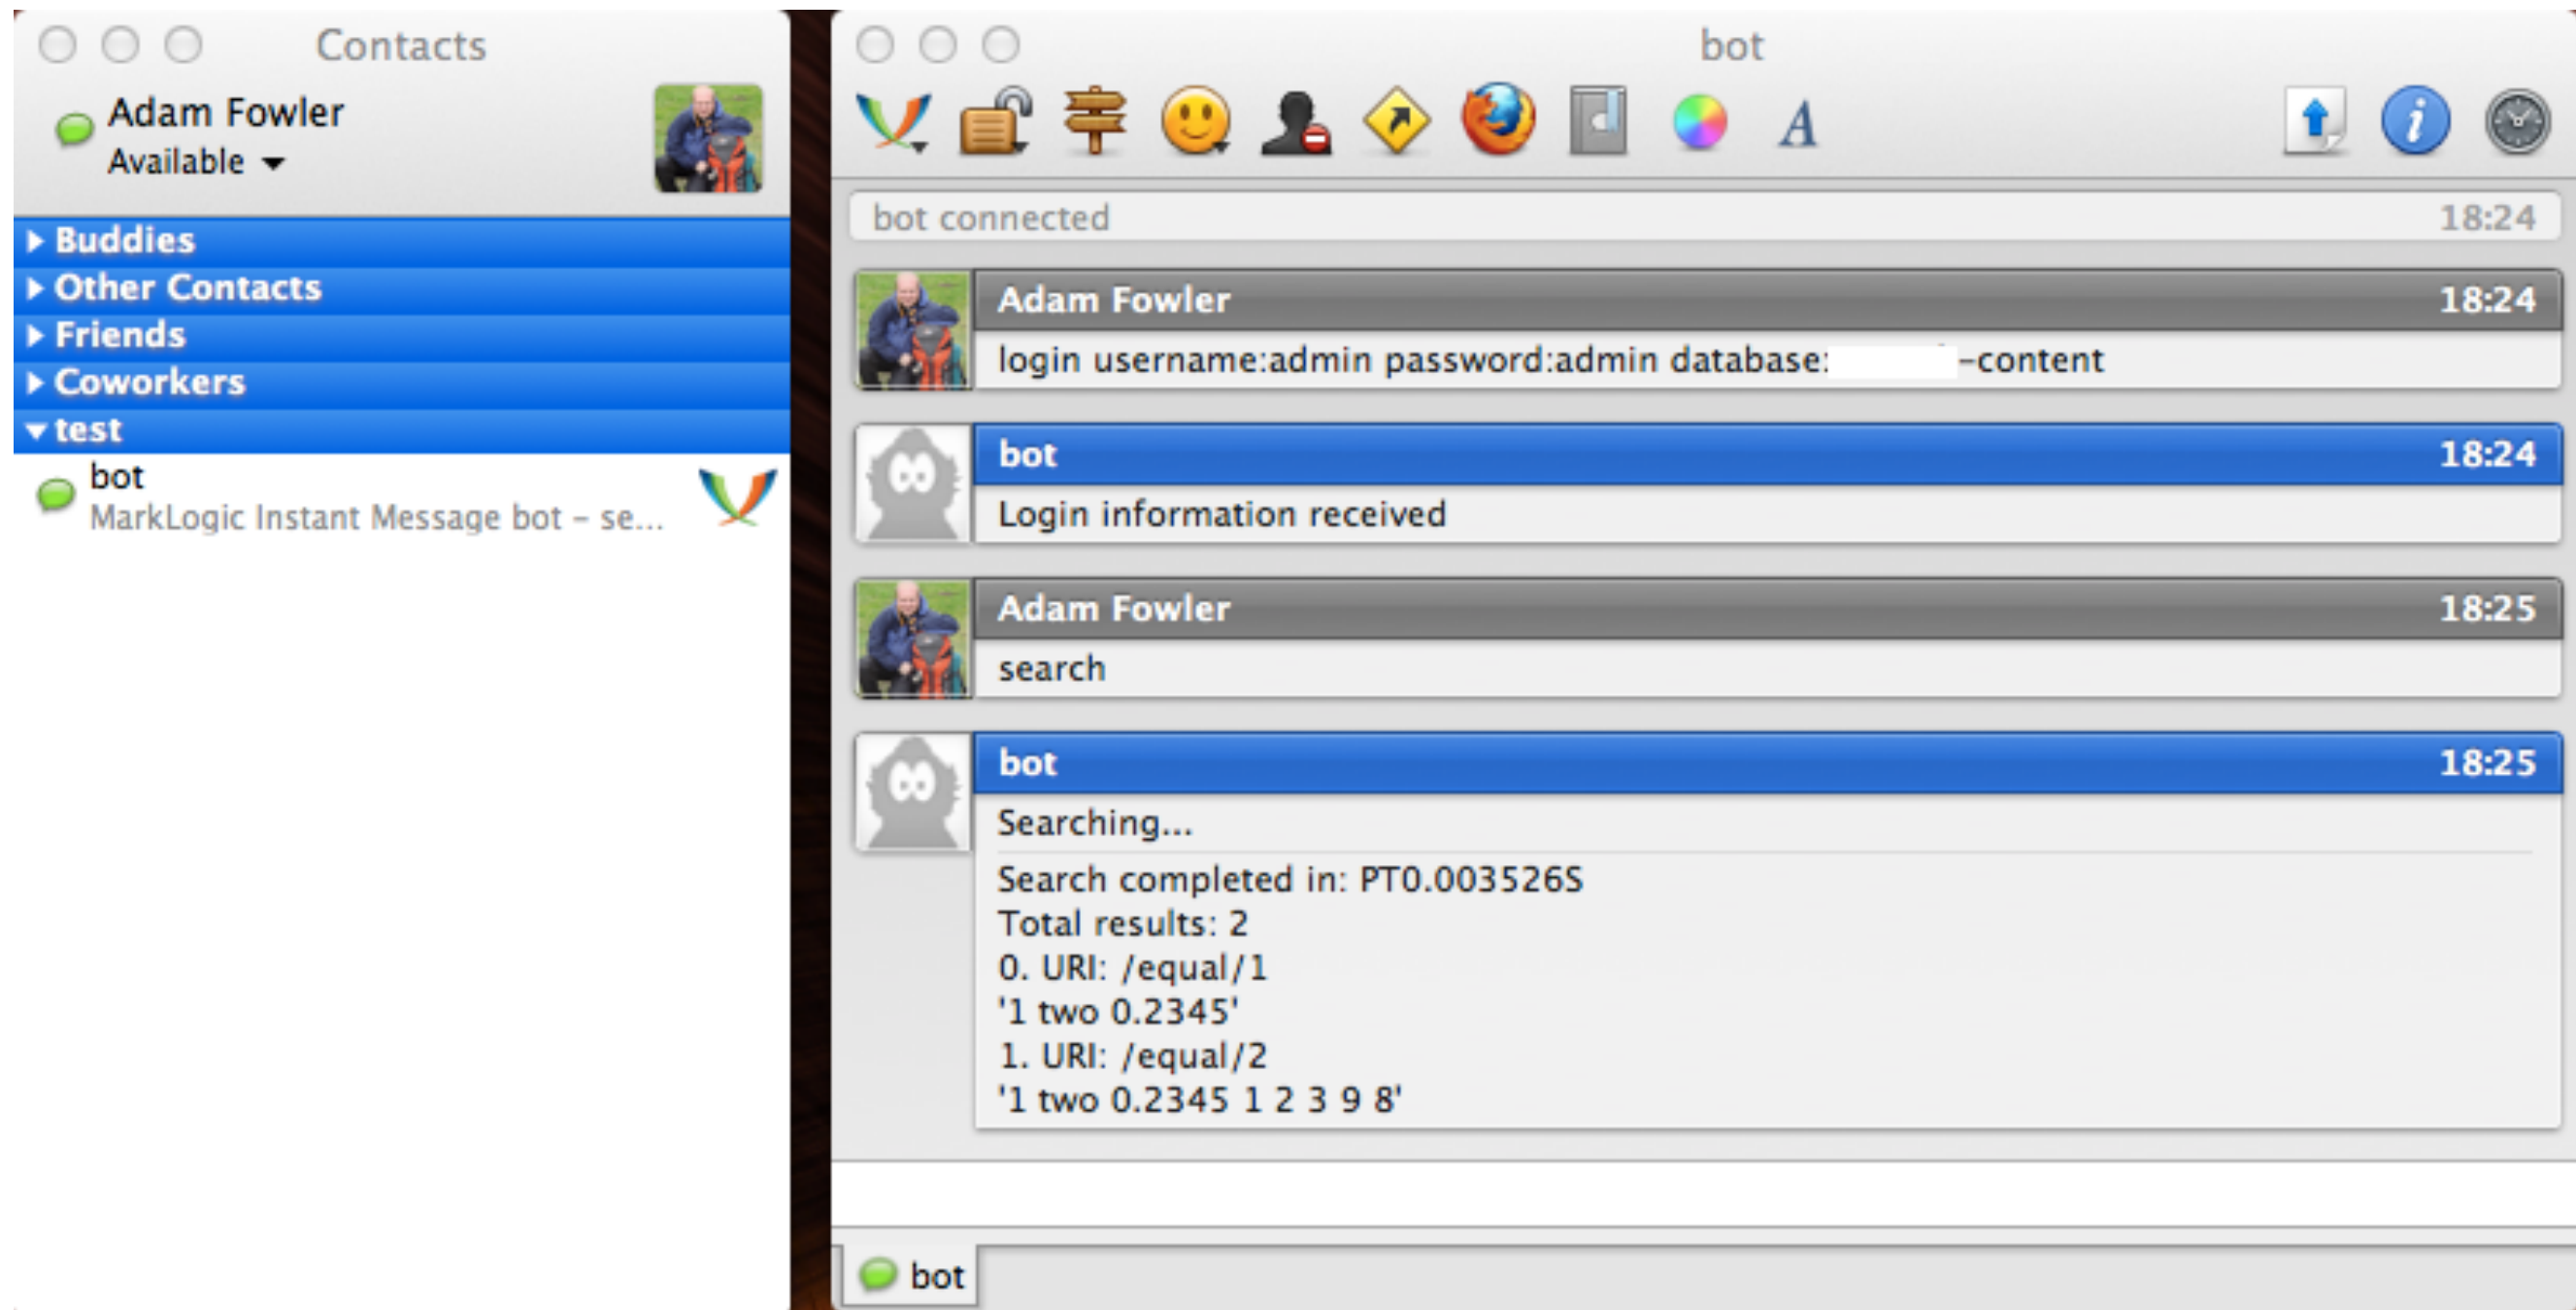 Contacts
Adam Fowler
Available
Buddies
Other Contacts
Friends
Coworkers
test
bot
MarkLogic Instant Message bot – se...
bot
bot connected 18:24
Adam Fowler 18:24
login username:admin password:admin database: -content
bot 18:24
Login information received
Adam Fowler 18:25
search
bot 18:25
Searching...
Search completed in: PT0.003526S
Total results: 2
0. URI: /equal/1
'1 two 0.2345'
1. URI: /equal/2
'1 two 0.2345 1 2 3 9 8'
bot